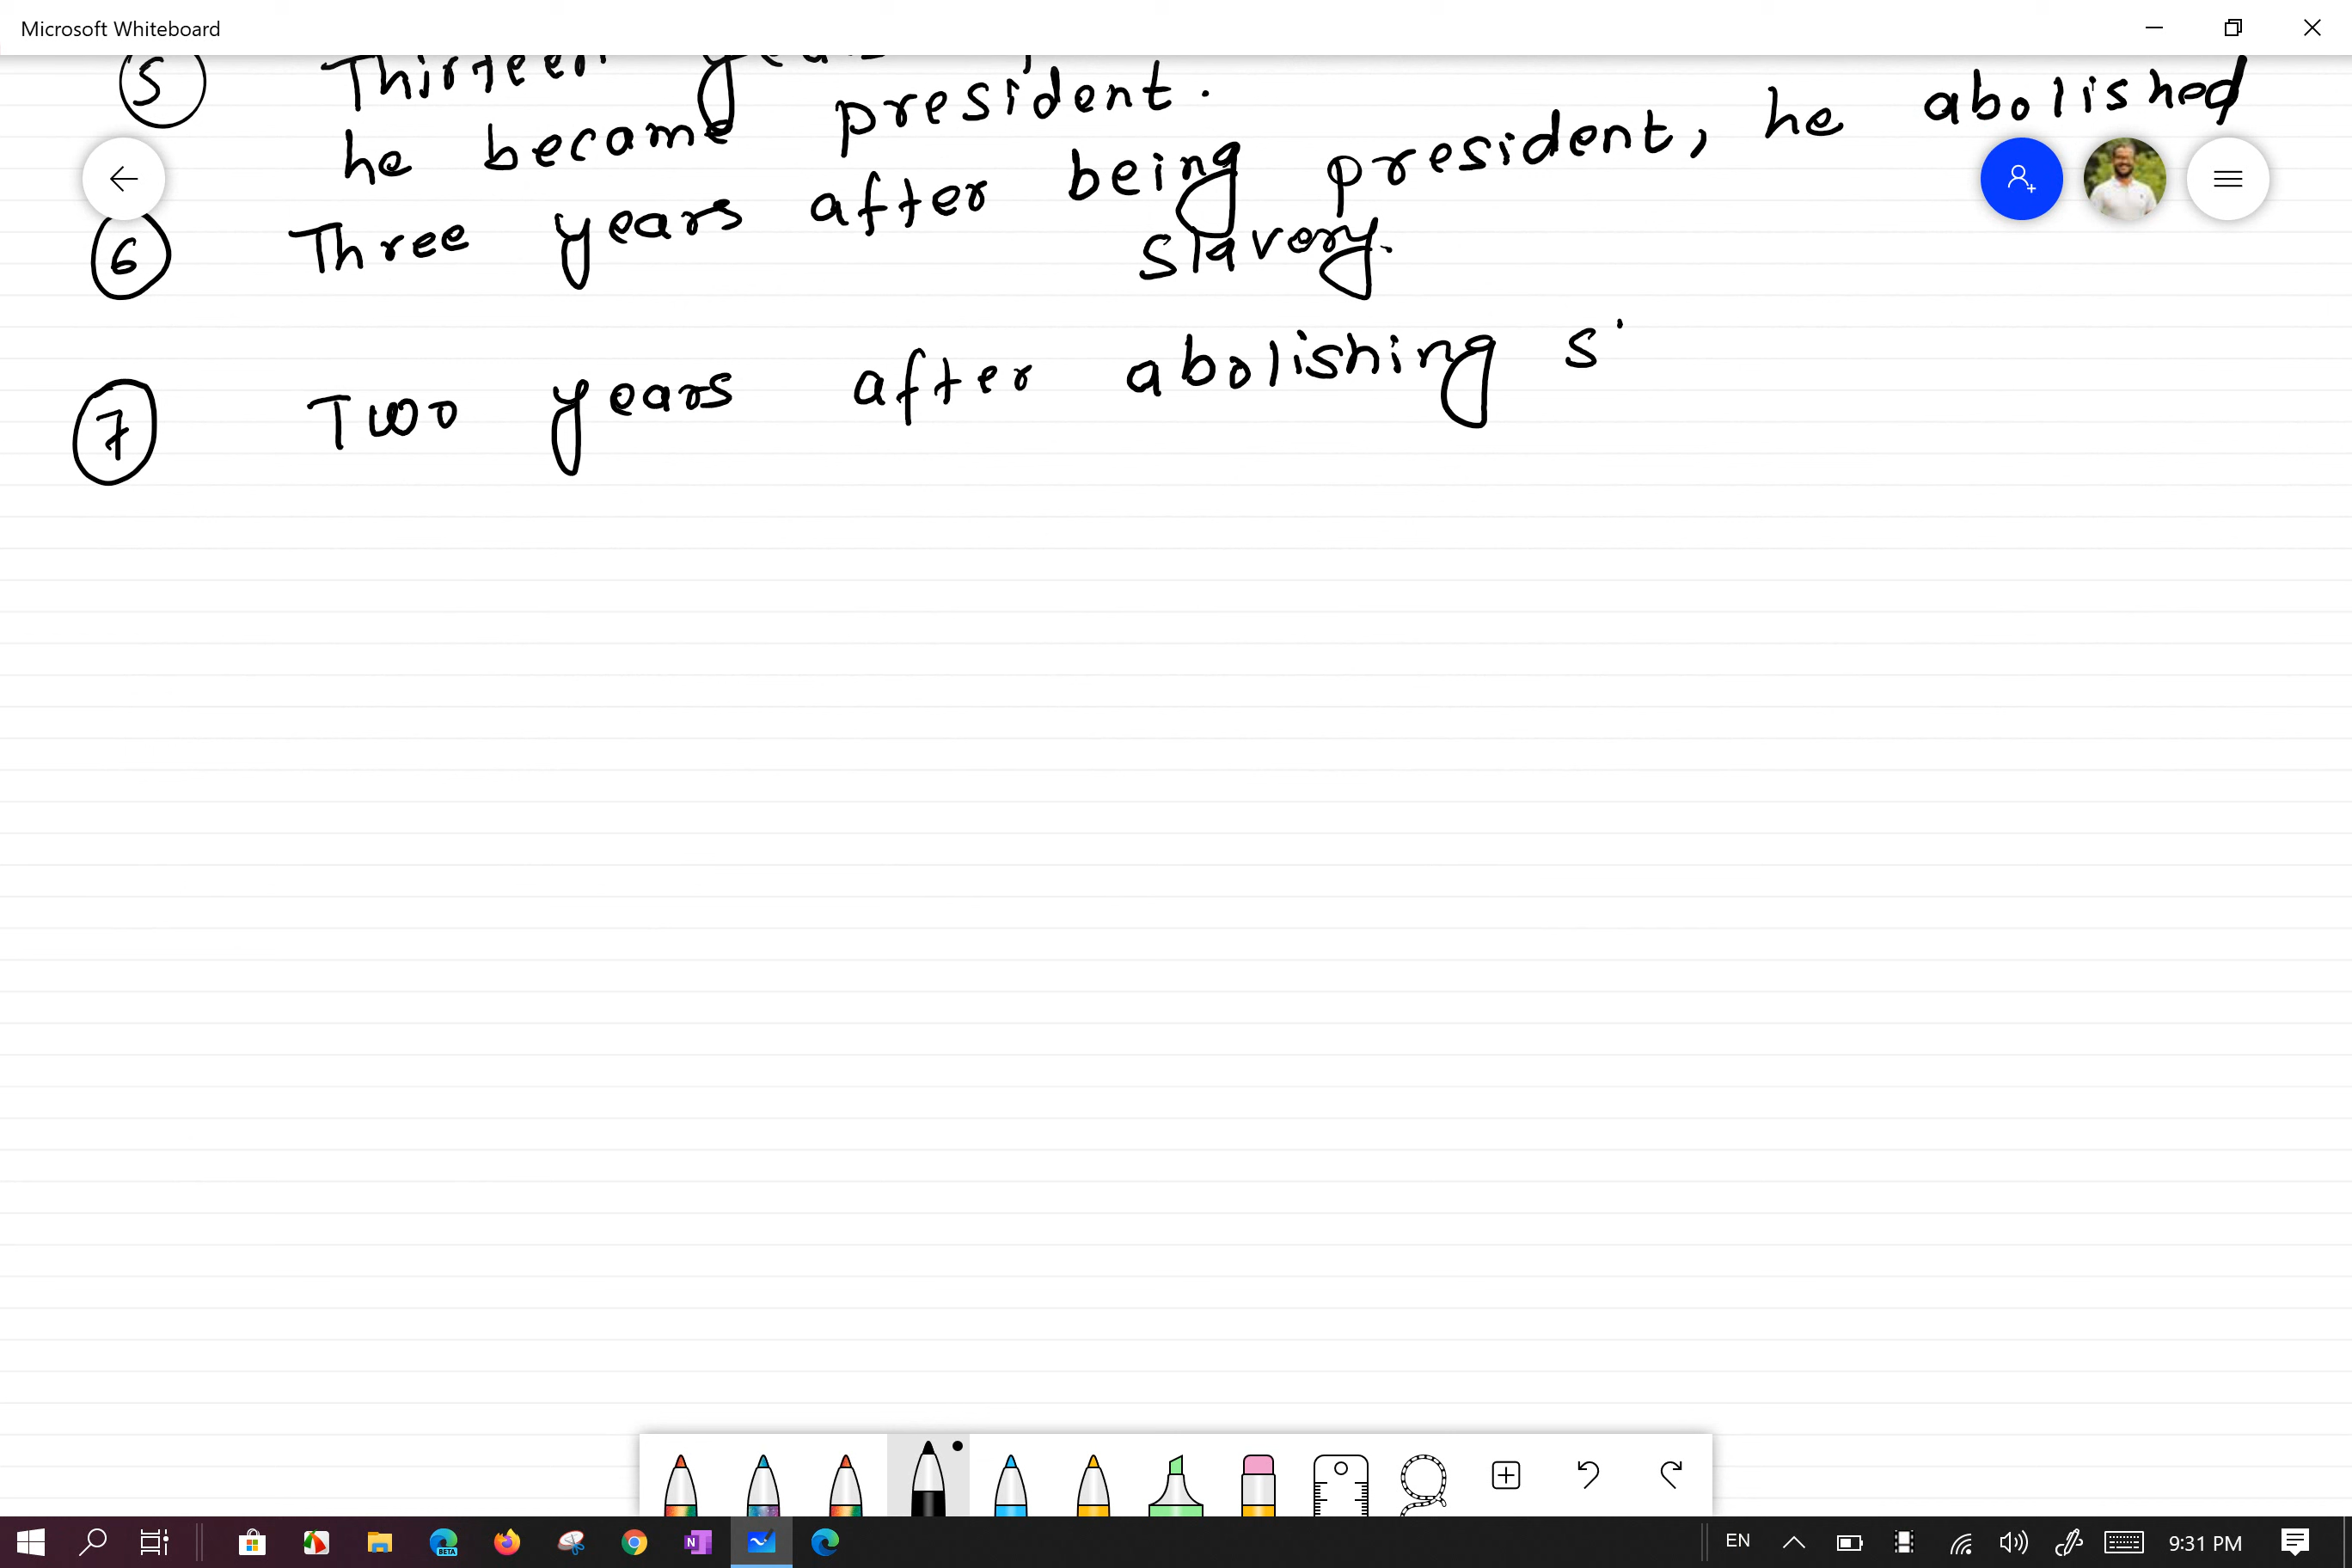 Microsoft Whiteboard
5 Thirteen
he became president.
6 Three years after being president, he abolished
slavery.
7 Two years after abolishing s
BETA
N
EN
9:31 PM